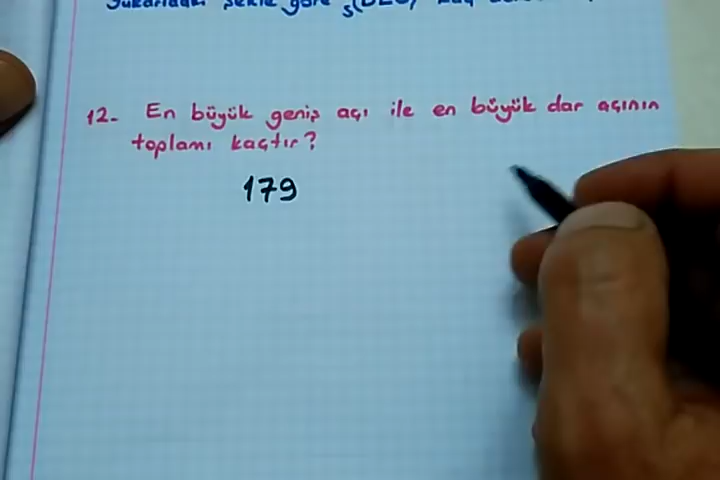 12- En büyük geniş açı ile en büyük dar açının
toplamı kaçtır?
179